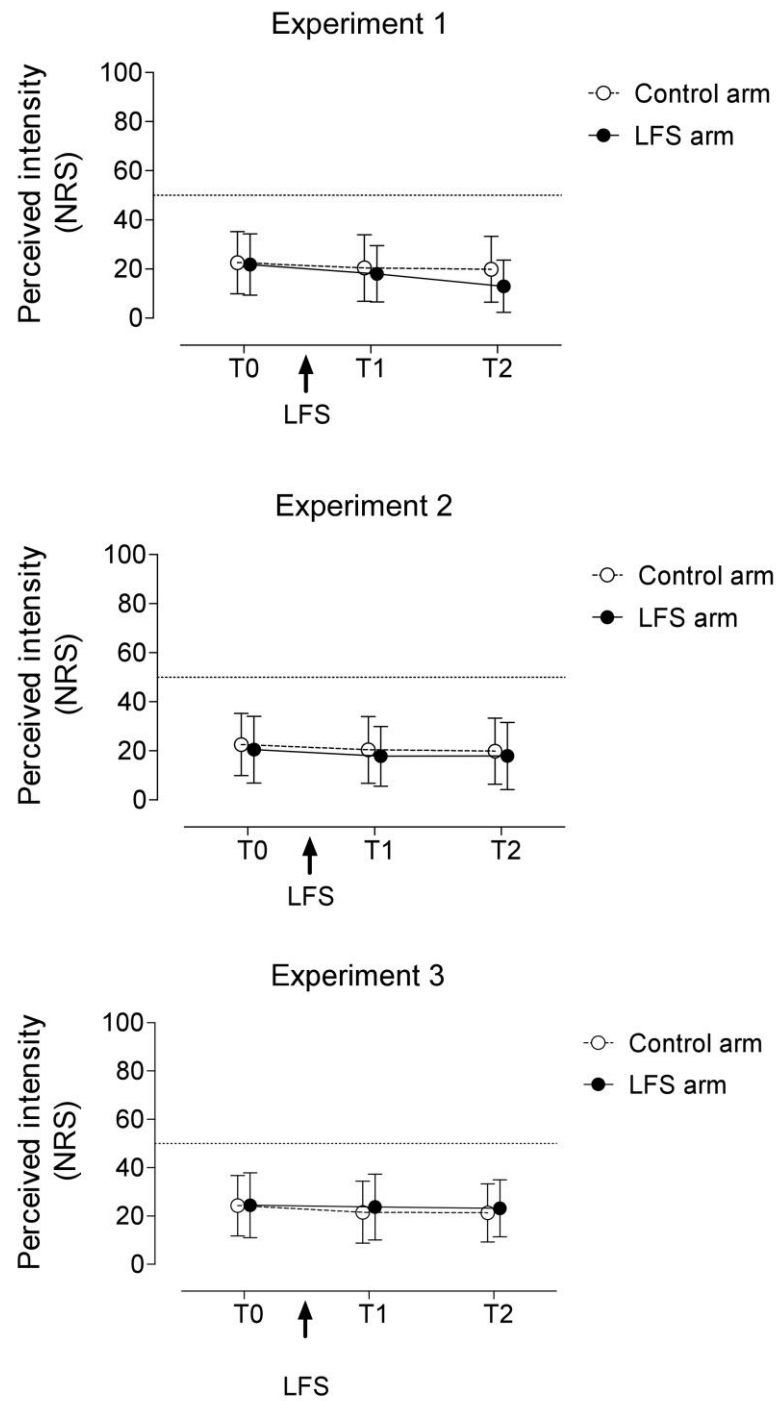 Experiment 1
Perceived intensity
(NRS)
100
80
60
40
20
0
Control arm
LFS arm
T0
T1
T2
LFS
Experiment 2
Perceived intensity
(NRS)
100
80
60
40
20
0
Control arm
LFS arm
T0
T1
T2
LFS
Experiment 3
Perceived intensity
(NRS)
100
80
60
40
20
0
Control arm
LFS arm
T0
T1
T2
LFS